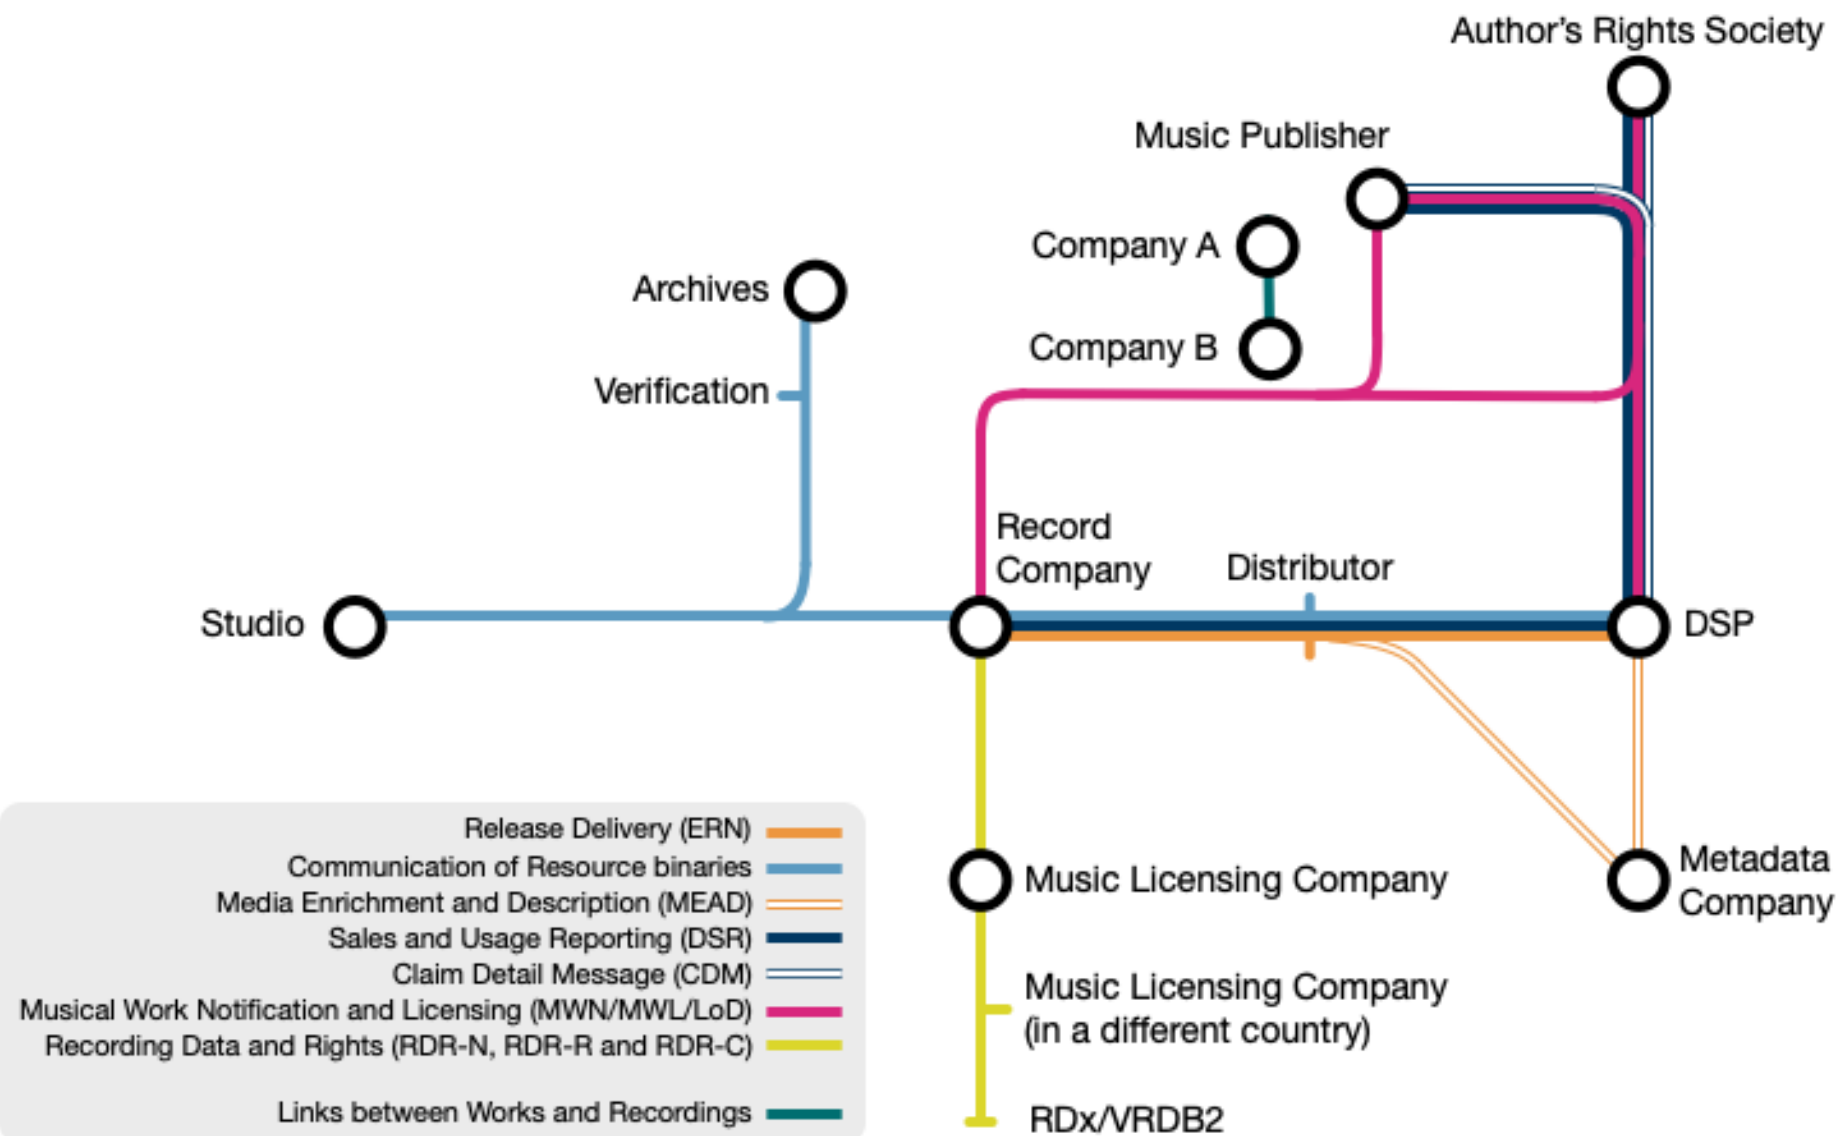 Author's Rights Society
Music Publisher
Company A
Archives
Company B
Verification
Record
Company
Distributor
Studio
DSP
Release Delivery (ERN)
Communication of Resource binaries
Media Enrichment and Description (MEAD)
Sales and Usage Reporting (DSR)
Claim Detail Message (CDM)
Musical Work Notification and Licensing (MWN/MWL/LoD)
Recording Data and Rights (RDR-N, RDR-R and RDR-C)
Links between Works and Recordings
Music Licensing Company
Metadata
Company
Music Licensing Company
(in a different country)
RDx/VRDB2